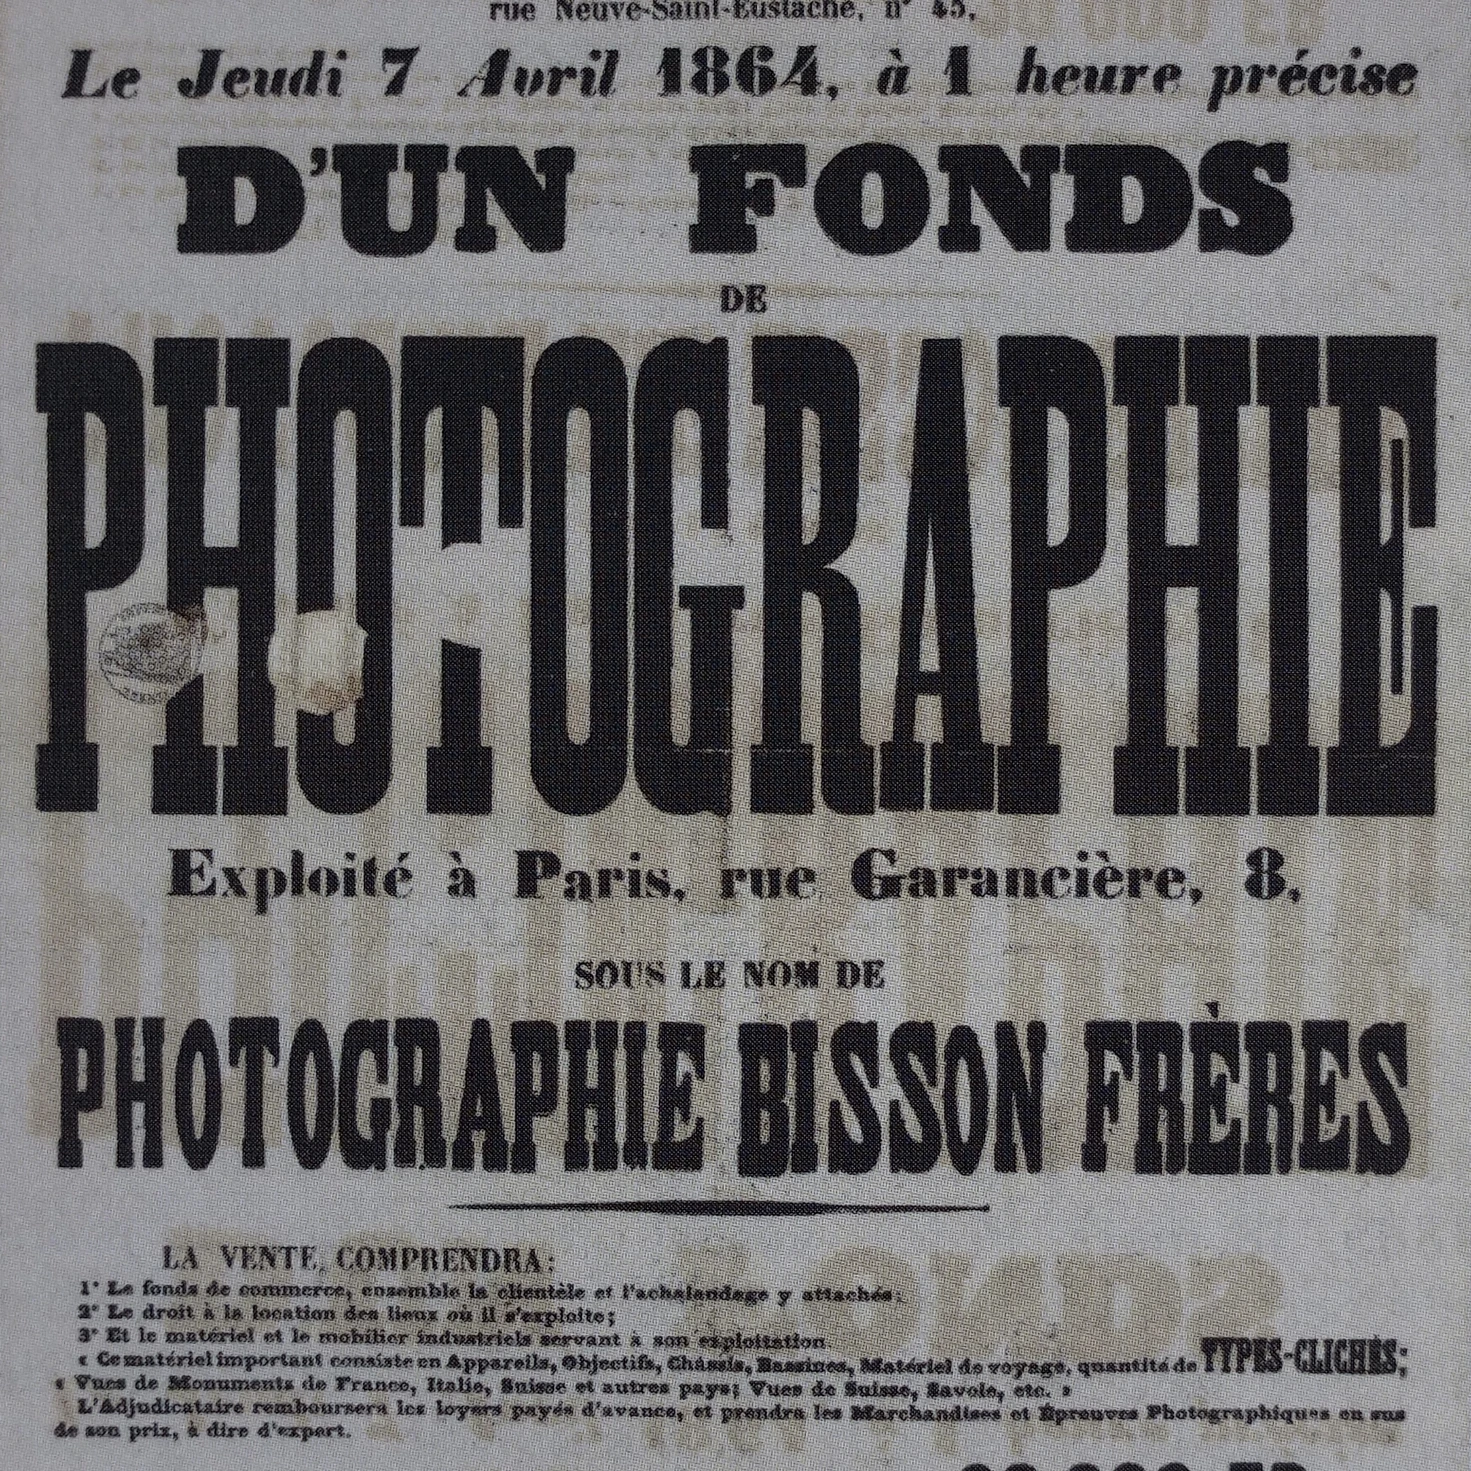 rue Neuve-Saint-Eustache, n° 45,
Le Jeudi 7 Avril 1864, à 1 heure précise
D'UN FONDS
DE
PHOTOGRAPHIE
Exploité à Paris, rue Garancière, 8,
SOUS LE NOM DE
PHOTOGRAPHIE BISSON FRÈRES
LA VENTE, COMPRENDRA:
1° Le fonds de commerce, ensemble la clientèle et l'achalandage y attachés;
2° Le droit à la location des lieux où il s'exploite;
3° Et le matériel et le mobilier industriels servant à son exploitation.
« Ce matériel important consiste en Appareils, Objectifs, Châssis, Bassines, Matériel de voyage, quantité de TYPES-CLICHÉS;
« Vues de Monuments de France, Italie, Suisse et autres pays; Vues de Suisse, Savoie, etc. »
L'Adjudicataire remboursera les loyers payés d'avance, et prendra les Marchandises et Épreuves Photographiques en sus
de son prix, à dire d'expert.